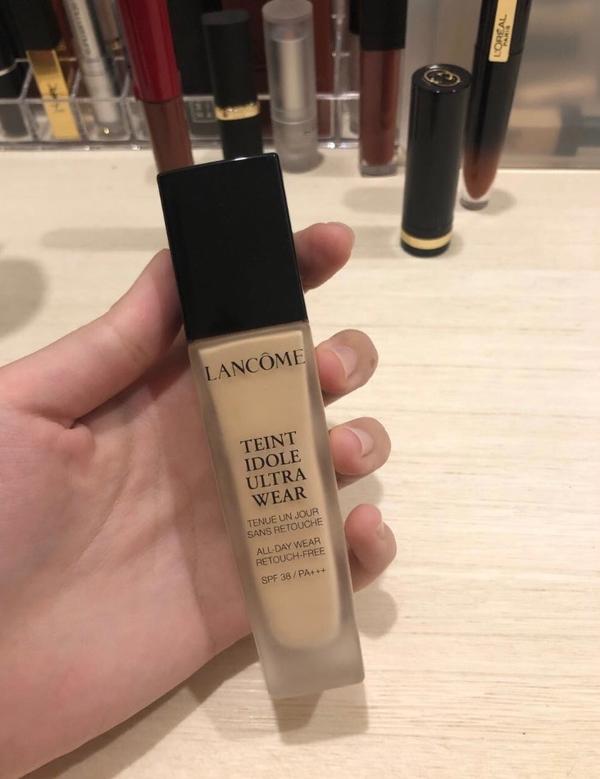 L'ORÉAL
PARIS
LANCÔME
TEINT
IDOLE
ULTRA
WEAR
TENUE UN JOUR
SANS RETOUCHE
ALL-DAY WEAR
RETOUCH-FREE
SPF 38 / PA+++